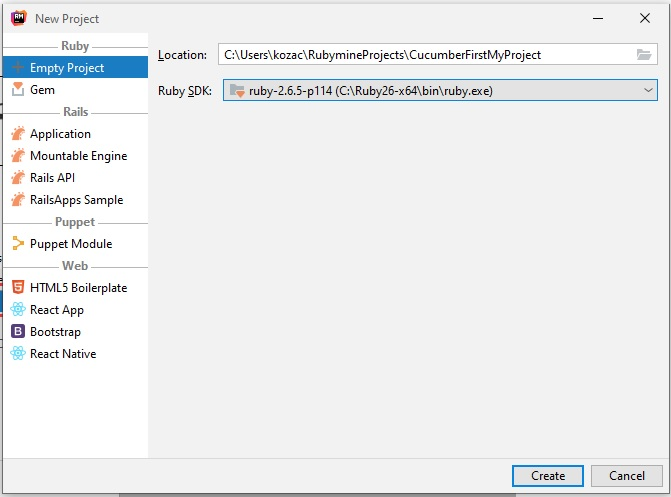 RM New Project
Ruby
Location: C:\Users\kozac\RubymineProjects\CucumberFirstMyProject
Empty Project
Gem
Ruby SDK: ruby-2.6.5-p114 (C:\Ruby26-x64\bin\ruby.exe)
Rails
Application
Mountable Engine
Rails API
RailsApps Sample
Puppet
Puppet Module
Web
5 HTML5 Boilerplate
React App
B Bootstrap
React Native
Create Cancel